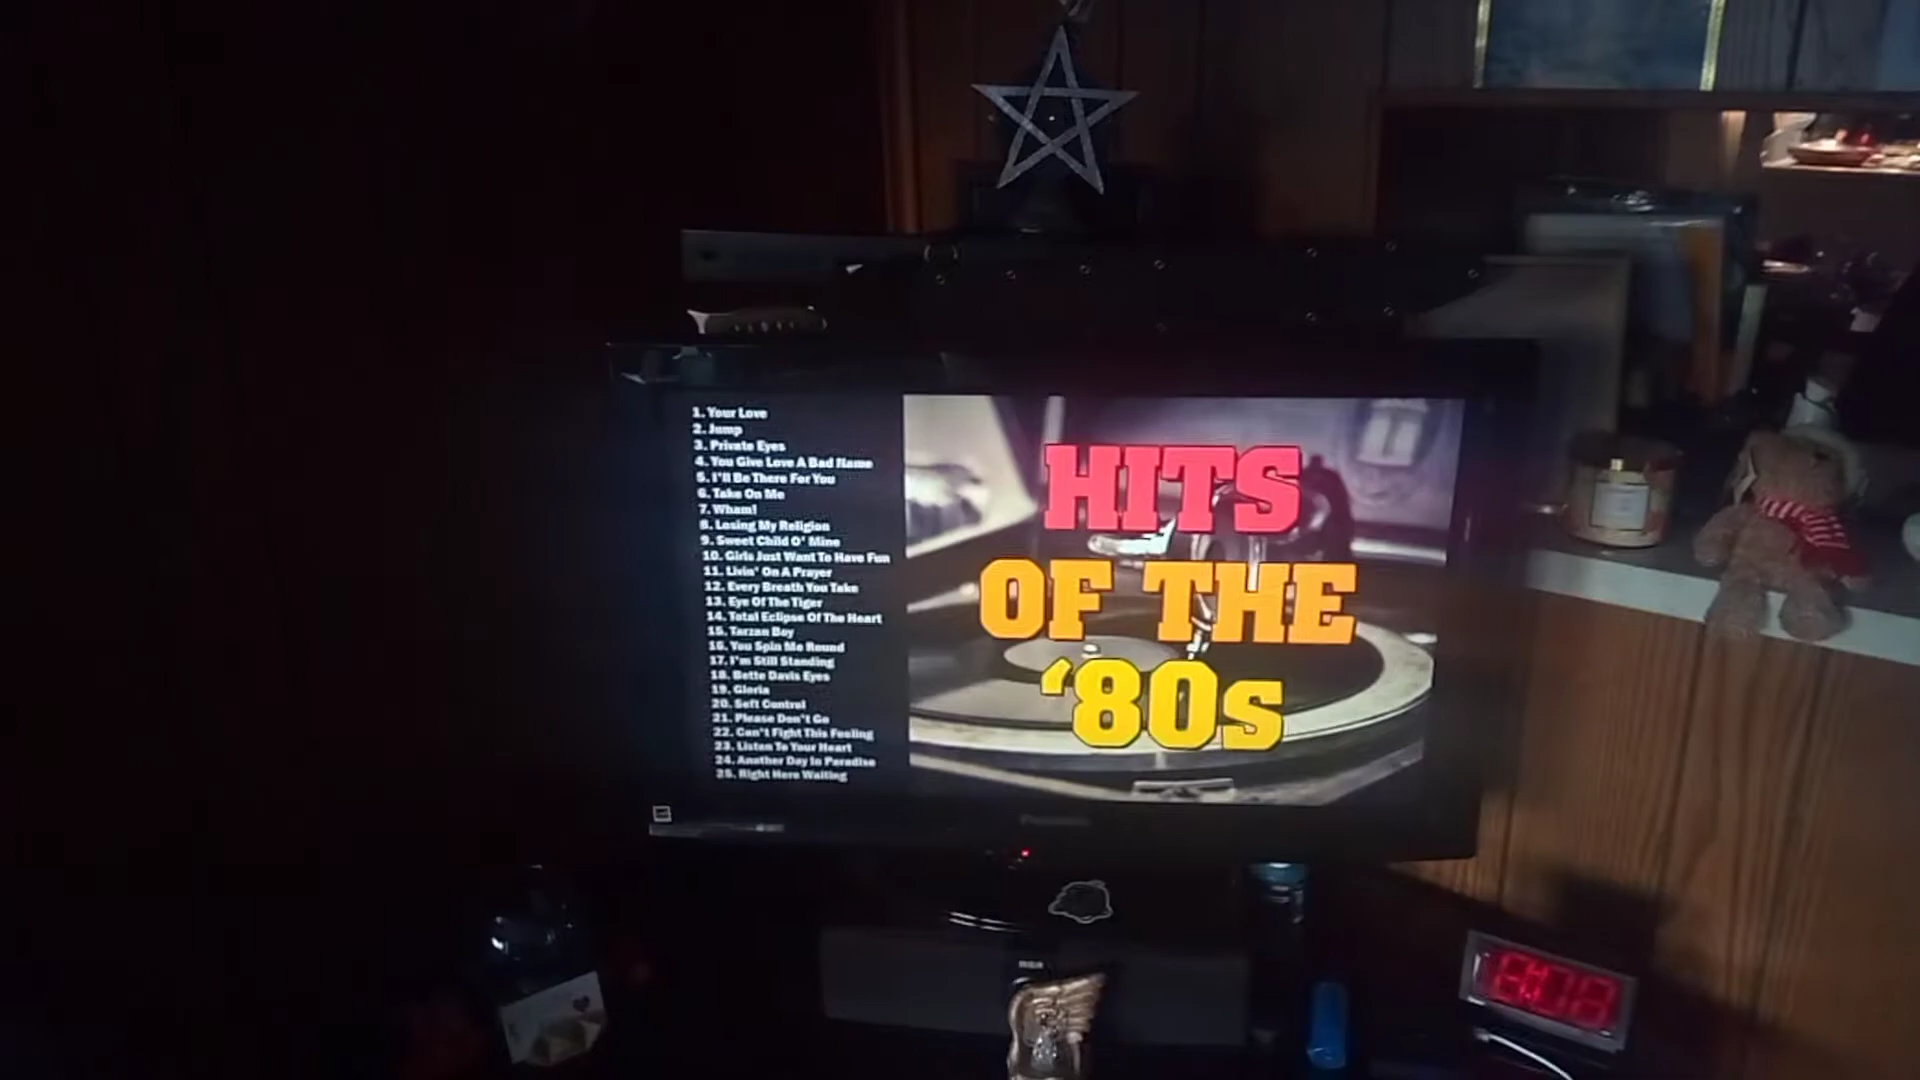 1. Your Love
2. Jump
3. Private Eyes
4. You Give Love A Bad Name
5. I'll Be There For You
6. Take On Me
7. Wham!
8. Losing My Religion
9. Sweet Child O' Mine
10. Girls Just Want To Have Fun
11. Livin' On A Prayer
12. Every Breath You Take
13. Eye Of The Tiger
14. Total Eclipse Of The Heart
15. Tarzan Boy
16. You Spin Me Round
17. I'm Still Standing
18. Bette Davis Eyes
19. Gloria
20. Self Control
21. Please Don't Go
22. Can't Fight This Feeling
23. Listen To Your Heart
24. Another Day In Paradise
25. Right Here Waiting
HITS
OF THE
‘80s
Panasonic
RCA